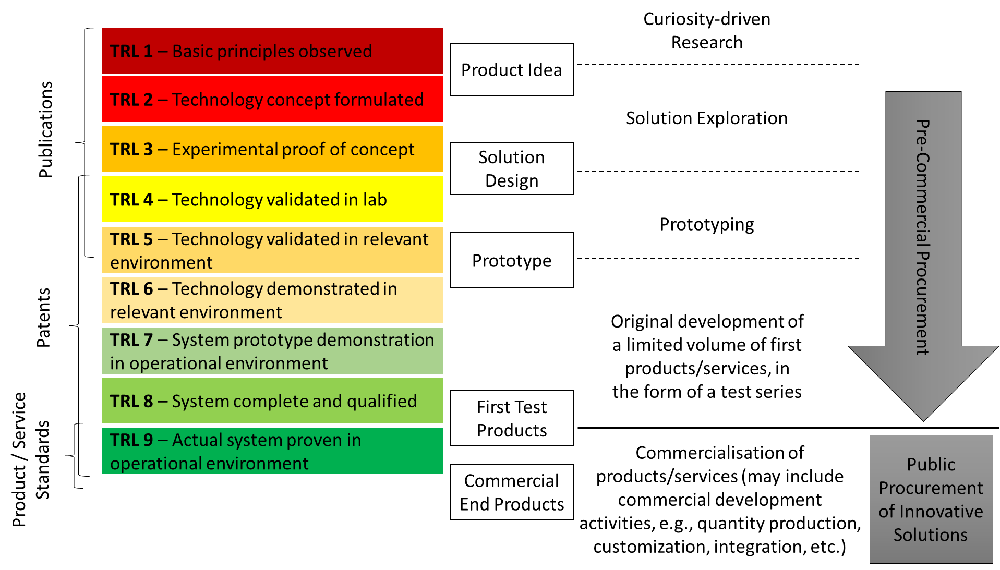 Publications
Patents
Product / Service
Standards
TRL 1 – Basic principles observed
TRL 2 – Technology concept formulated
TRL 3 – Experimental proof of concept
TRL 4 – Technology validated in lab
TRL 5 – Technology validated in relevant
environment
TRL 6 – Technology demonstrated in
relevant environment
TRL 7 – System prototype demonstration
in operational environment
TRL 8 – System complete and qualified
TRL 9 – Actual system proven in
operational environment
Product Idea
Solution
Design
Prototype
First Test
Products
Commercial
End Products
Curiosity-driven
Research
Solution Exploration
Prototyping
Original development of
a limited volume of first
products/services, in
the form of a test series
Commercialisation of
products/services (may include
commercial development
activities, e.g., quantity production,
customization, integration, etc.)
Pre-Commercial Procurement
Public
Procurement
of Innovative
Solutions